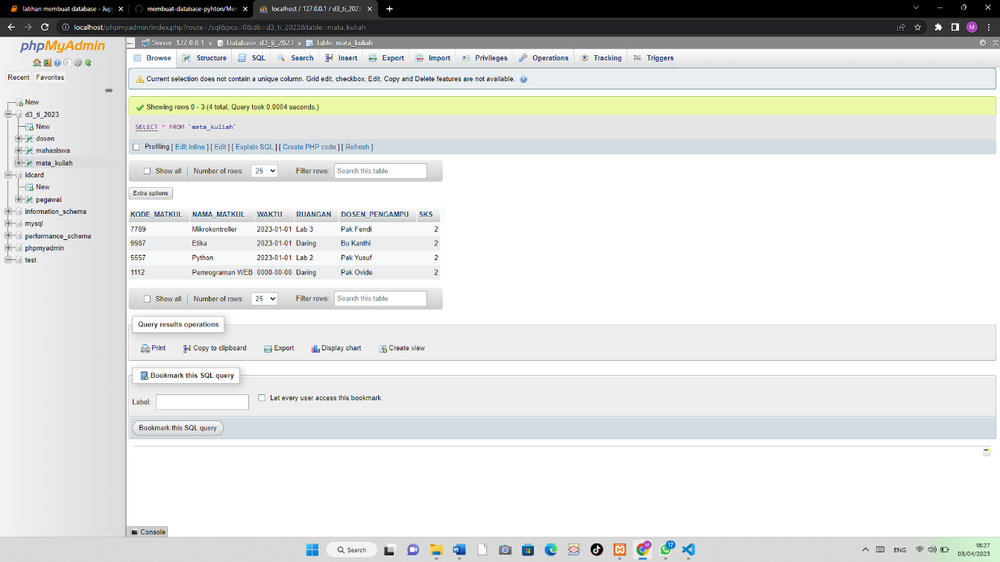 latihan membuat database - Jup
membuat-database-pyhton/Mem
localhost / 127.0.0.1 / d3_ti_2023
localhost/phpmyadmin/index.php?route=/sql&pos=0&db=d3_ti_2023&table=mata_kuliah
M
phpMyAdmin
Recent Favorites
New
d3_ti_2023
New
dosen
mahasiswa
mata_kuliah
idcard
New
pegawai
information_schema
mysql
performance_schema
phpmyadmin
test
Server: 127.0.0.1 » Database: d3_ti_2023 » Table: mata_kuliah
Browse Structure SQL Search Insert Export Import Privileges Operations Tracking Triggers
Current selection does not contain a unique column. Grid edit, checkbox, Edit, Copy and Delete features are not available.
Showing rows 0 - 3 (4 total, Query took 0.0004 seconds.)
SELECT * FROM `mata_kuliah`
Profiling [ Edit inline ] [ Edit ] [ Explain SQL ] [ Create PHP code ] [ Refresh ]
Show all Number of rows: 25 Filter rows: Search this table
Extra options
KODE_MATKUL NAMA_MATKUL WAKTU RUANGAN DOSEN_PENGAMPU SKS
7789 Mikrokontroller 2023-01-01 Lab 3 Pak Fendi 2
9987 Etika 2023-01-01 Daring Bu Kanthi 2
5557 Python 2023-01-01 Lab 2 Pak Yusuf 2
1112 Pemrograman WEB 0000-00-00 Daring Pak Ovide 2
Show all Number of rows: 25 Filter rows: Search this table
Query results operations
Print Copy to clipboard Export Display chart Create view
Bookmark this SQL query
Label: Let every user access this bookmark
Bookmark this SQL query
Console
Search
17
ENG
18:27
03/04/2023